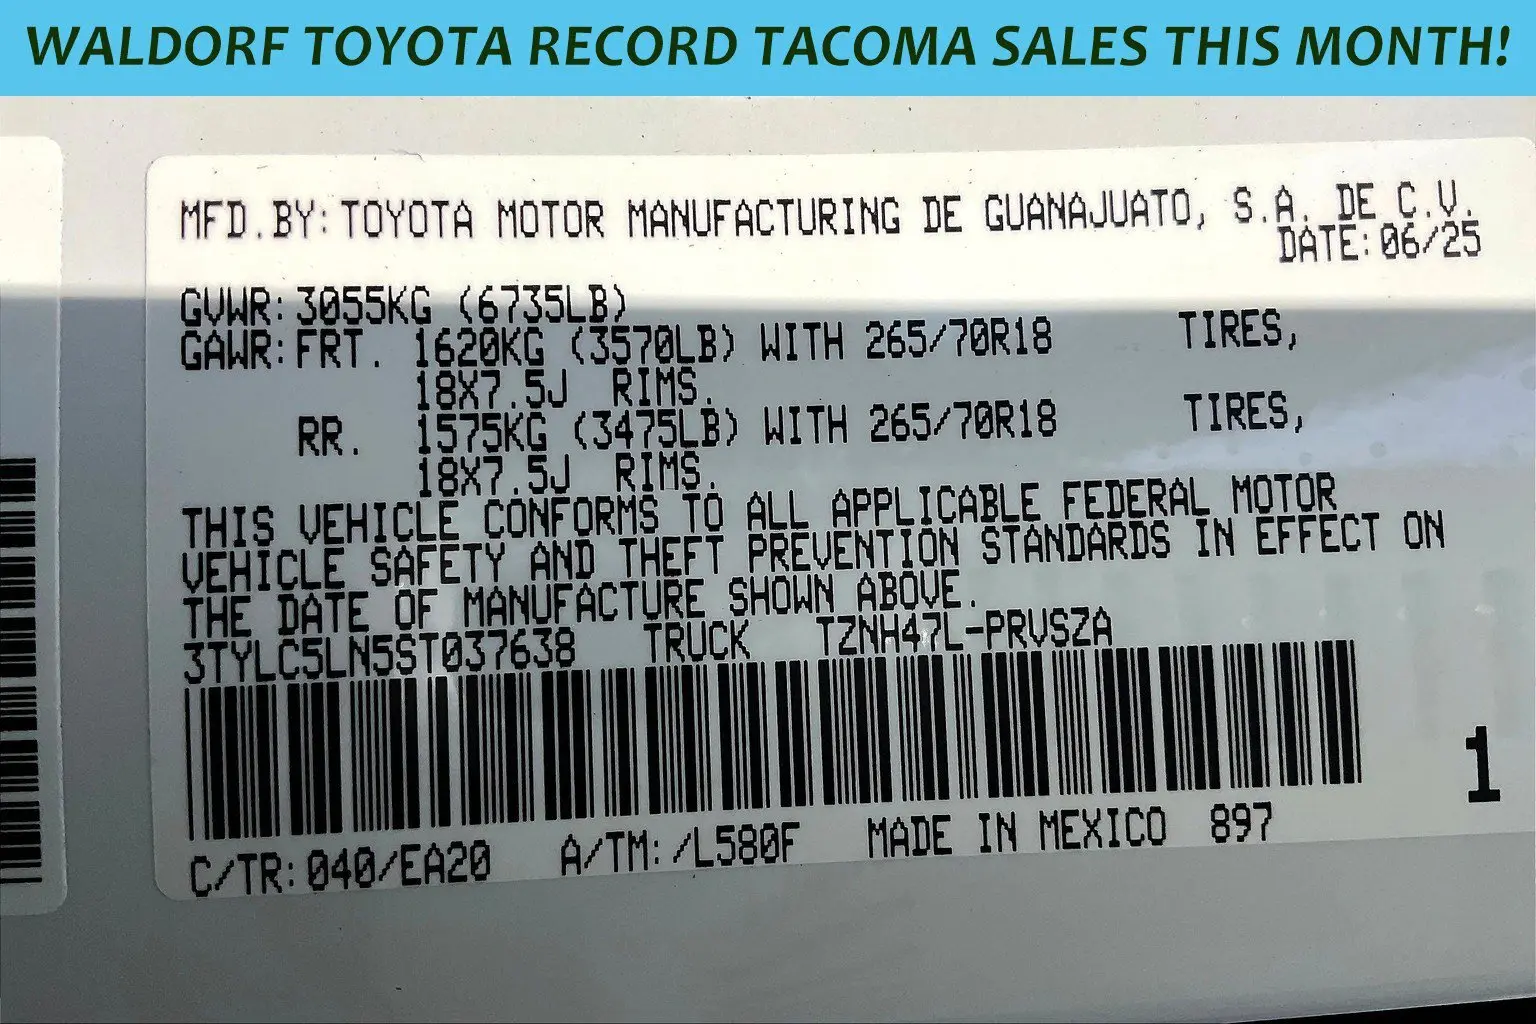 WALDORF TOYOTA RECORD TACOMA SALES THIS MONTH!
MFD.BY:TOYOTA MOTOR MANUFACTURING DE GUANAJUATO, S.A. DE C.V.
DATE:06/25
GVWR:3055KG (6735LB)
GAWR:FRT. 1620KG (3570LB) WITH 265/70R18 TIRES,
18X7.5J RIMS.
RR. 1575KG (3475LB) WITH 265/70R18 TIRES,
18X7.5J RIMS.
THIS VEHICLE CONFORMS TO ALL APPLICABLE FEDERAL MOTOR
VEHICLE SAFETY AND THEFT PREVENTION STANDARDS IN EFFECT ON
THE DATE OF MANUFACTURE SHOWN ABOVE.
3TYLC5LN5ST037638 TRUCK TZNH47L-PRVSZA
1
C/TR:040/EA20 A/TM:/L580F MADE IN MEXICO 897